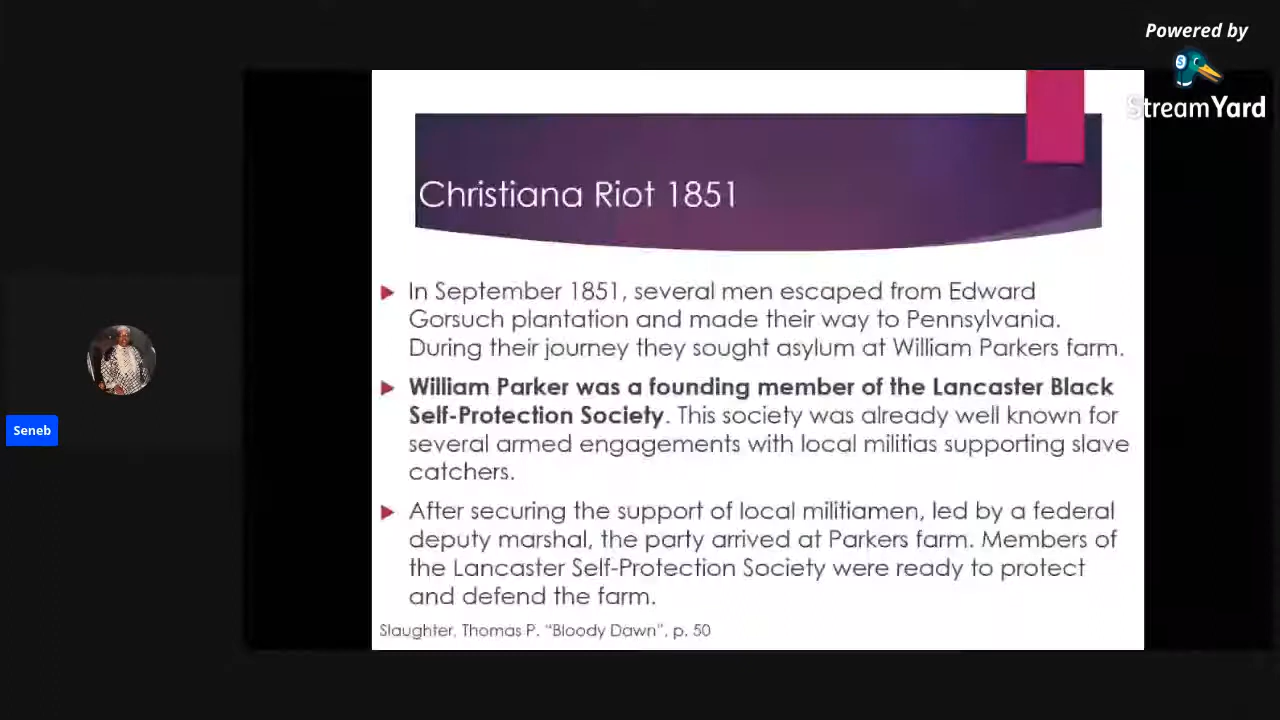 Powered by
StreamYard
Christiana Riot 1851
In September 1851, several men escaped from Edward
Gorsuch plantation and made their way to Pennsylvania.
During their journey they sought asylum at William Parkers farm.
William Parker was a founding member of the Lancaster Black
Self-Protection Society. This society was already well known for
several armed engagements with local militias supporting slave
catchers.
After securing the support of local militiamen, led by a federal
deputy marshal, the party arrived at Parkers farm. Members of
the Lancaster Self-Protection Society were ready to protect
and defend the farm.
Slaughter, Thomas P. "Bloody Dawn", p. 50
Seneb